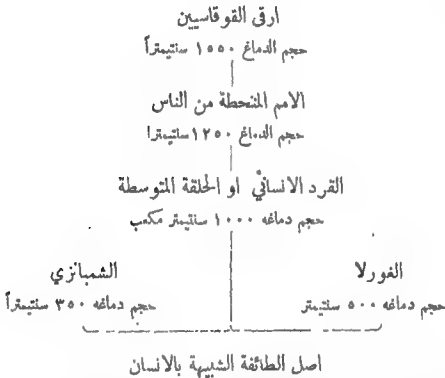 ارقى القوقاسيين
حجم الدماغ ١٥٥٠ سنتيمتراً
الامم المنحطة من الناس
حجم الدماغ ١٢٥٠ سنتيمترا
القرد الانساني او الحلقة المتوسطة
حجم دماغه ١٠٠٠ سنتيمتر مكعب
الغورلا
حجم دماغه ٥٠٠ سنتيمتر
الشمبانزي
حجم دماغه ٣٥٠ سنتيمتراً
اصل الطائفة الشبيهة بالانسان